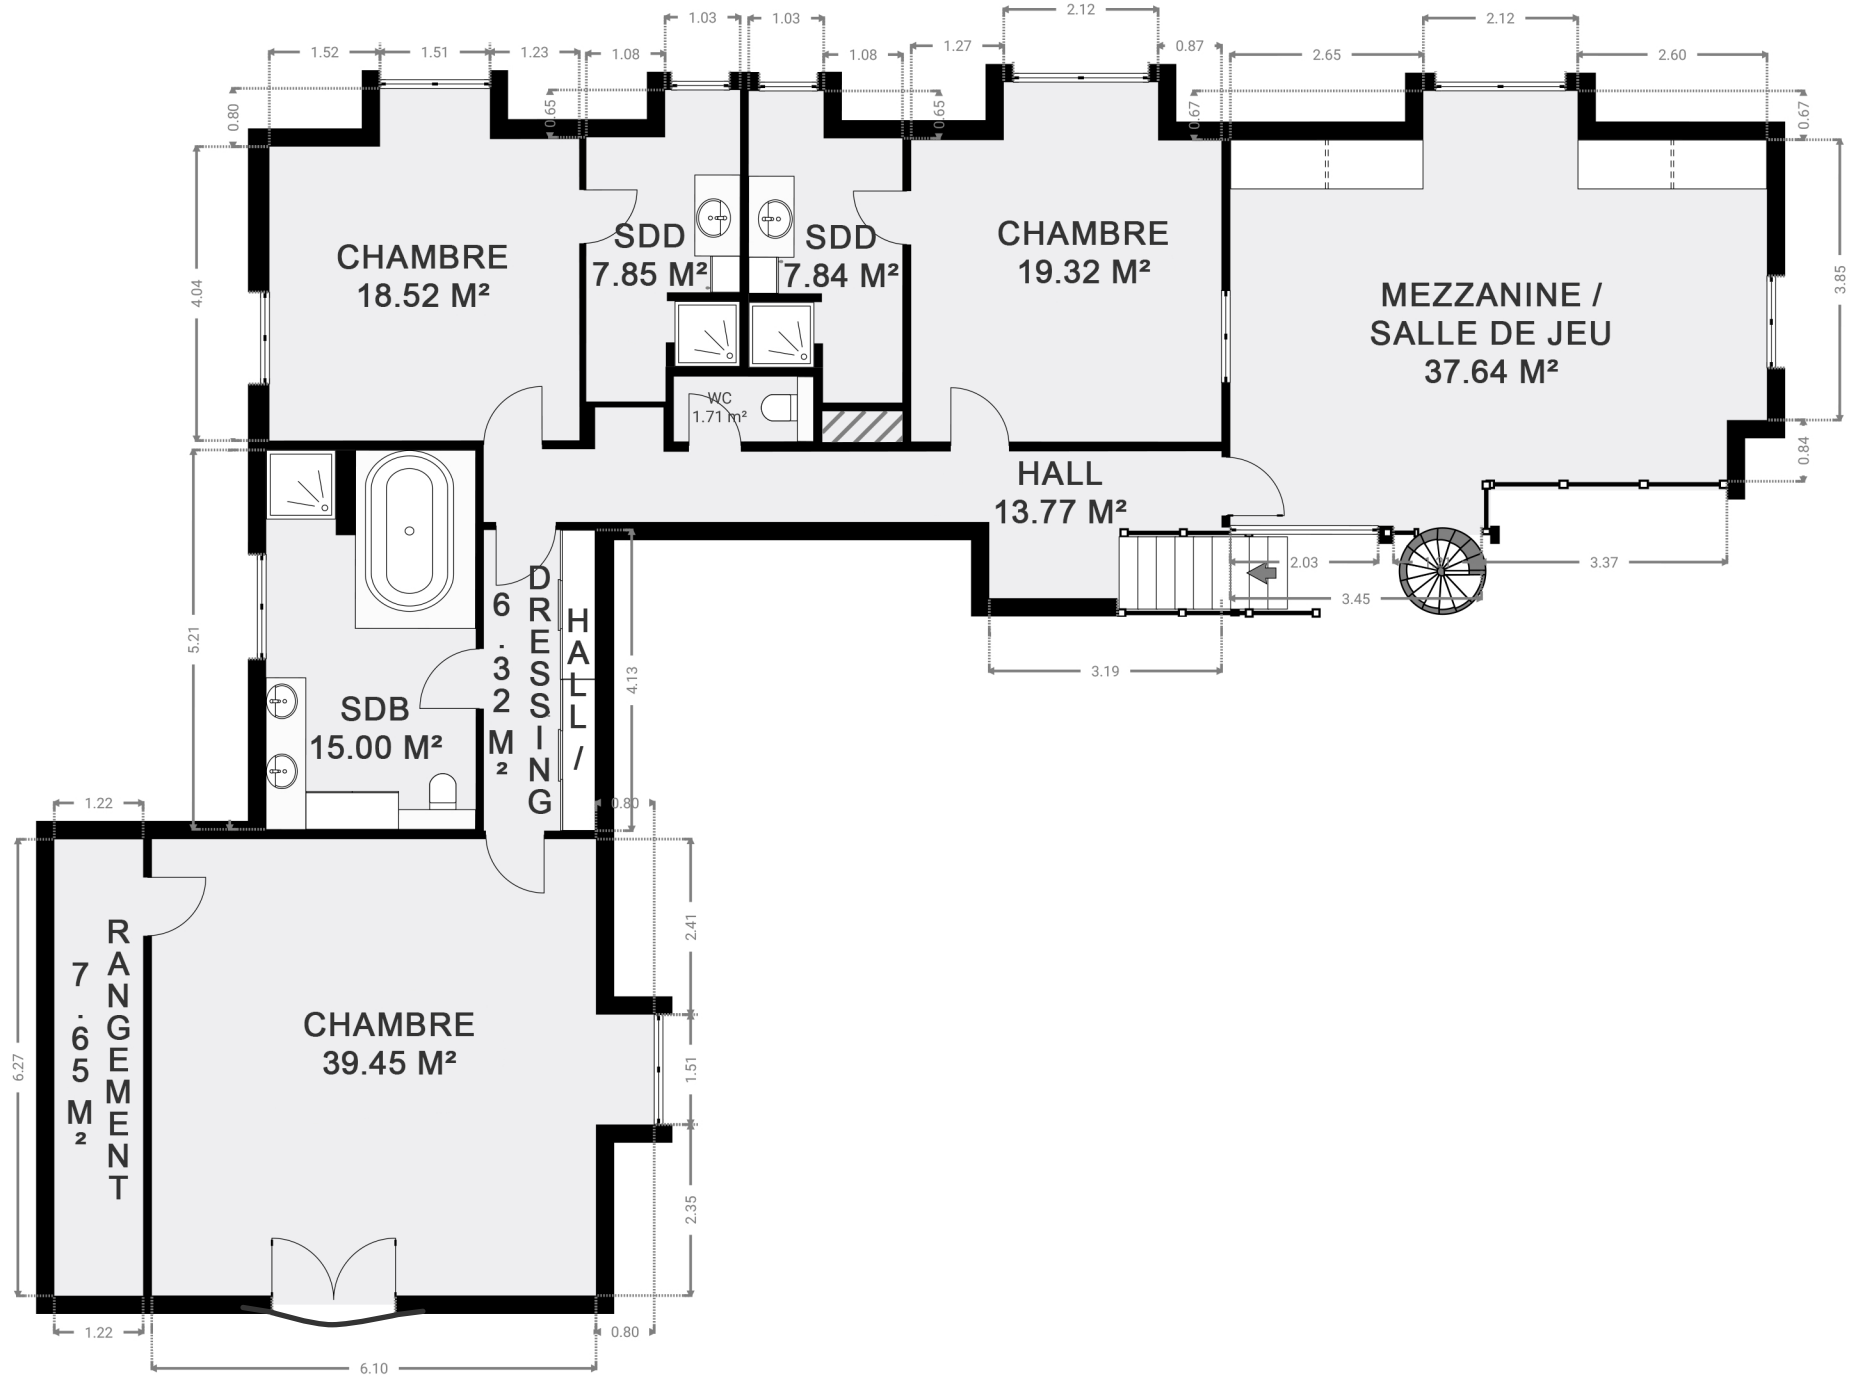 2.12
1.03
1.03
2.12
1.52
1.51
1.23
1.08
1.08
1.27
0.87
2.65
2.60
0.80
0.65
0.65
0.67
0.67
CHAMBRE
18.52 M²
SDD
7.85 M²
SDD
7.84 M²
CHAMBRE
19.32 M²
MEZZANINE /
SALLE DE JEU
37.64 M²
4.04
3.85
WC
1.71 m²
0.84
HALL
13.77 M²
2.03
3.37
3.45
3.19
5.21
4.13
HALL /
DRESSING
6.32 M²
SDB
15.00 M²
1.22
0.80
RANGEMENT
7.65 M²
CHAMBRE
39.45 M²
6.27
2.41
1.51
2.35
1.22
0.80
6.10